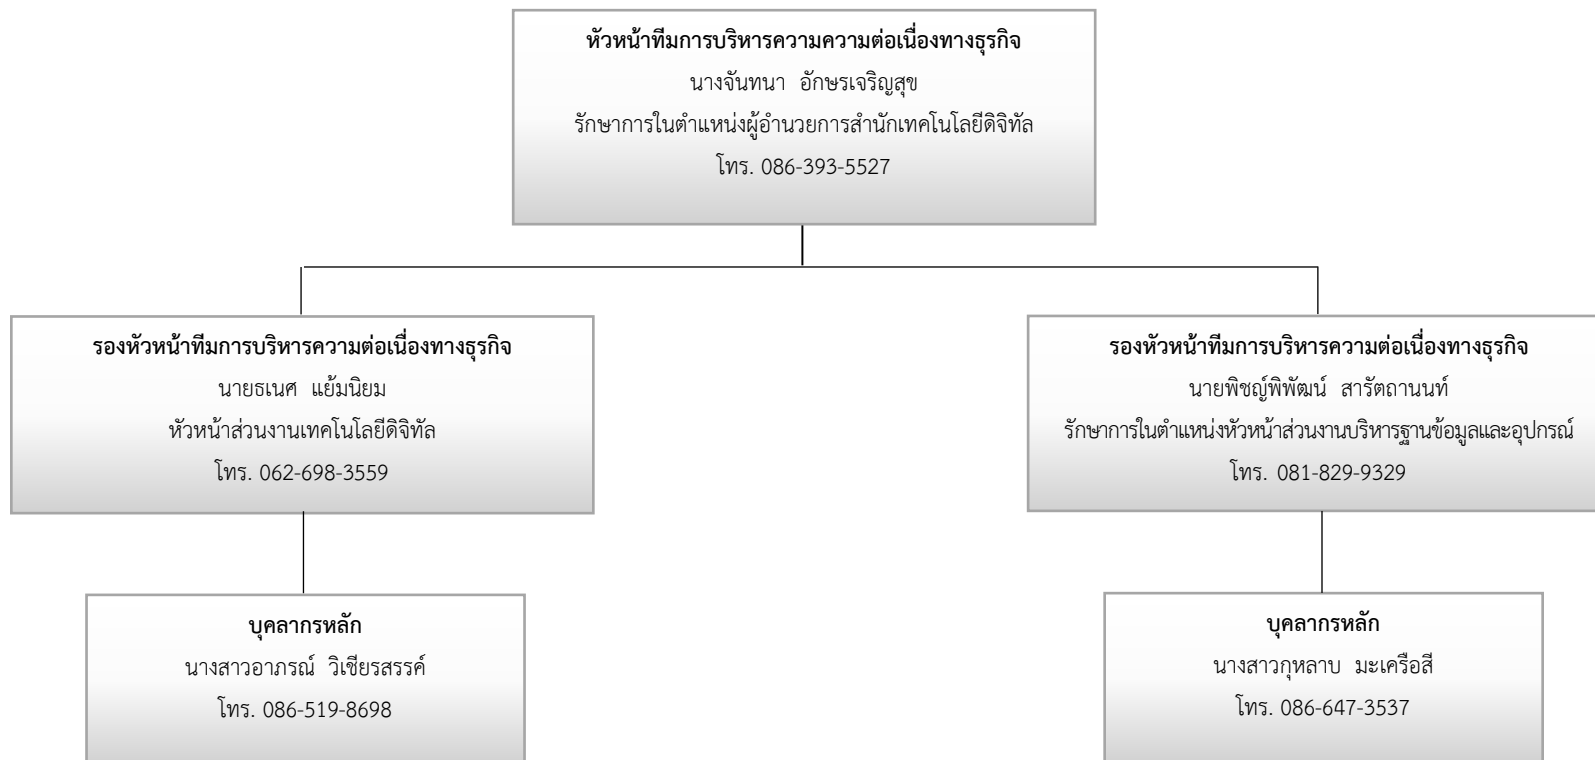 หัวหน้าทีมการบริหารความความต่อเนื่องทางธุรกิจ
นางจันทนา อักษรเจริญสุข
รักษาการในตำแหน่งผู้อำนวยการสำนักเทคโนโลยีดิจิทัล
โทร. 086-393-5527
รองหัวหน้าทีมการบริหารความต่อเนื่องทางธุรกิจ
นายธเนศ แย้มนิยม
หัวหน้าส่วนงานเทคโนโลยีดิจิทัล
โทร. 062-698-3559
รองหัวหน้าทีมการบริหารความต่อเนื่องทางธุรกิจ
นายพิชญ์พิพัฒน์ สารัตถานนท์
รักษาการในตำแหน่งหัวหน้าส่วนงานบริหารฐานข้อมูลและอุปกรณ์
โทร. 081-829-9329
บุคลากรหลัก
นางสาวอาภรณ์ วิเชียรสรรค์
โทร. 086-519-8698
บุคลากรหลัก
นางสาวกุหลาบ มะเครือสี
โทร. 086-647-3537